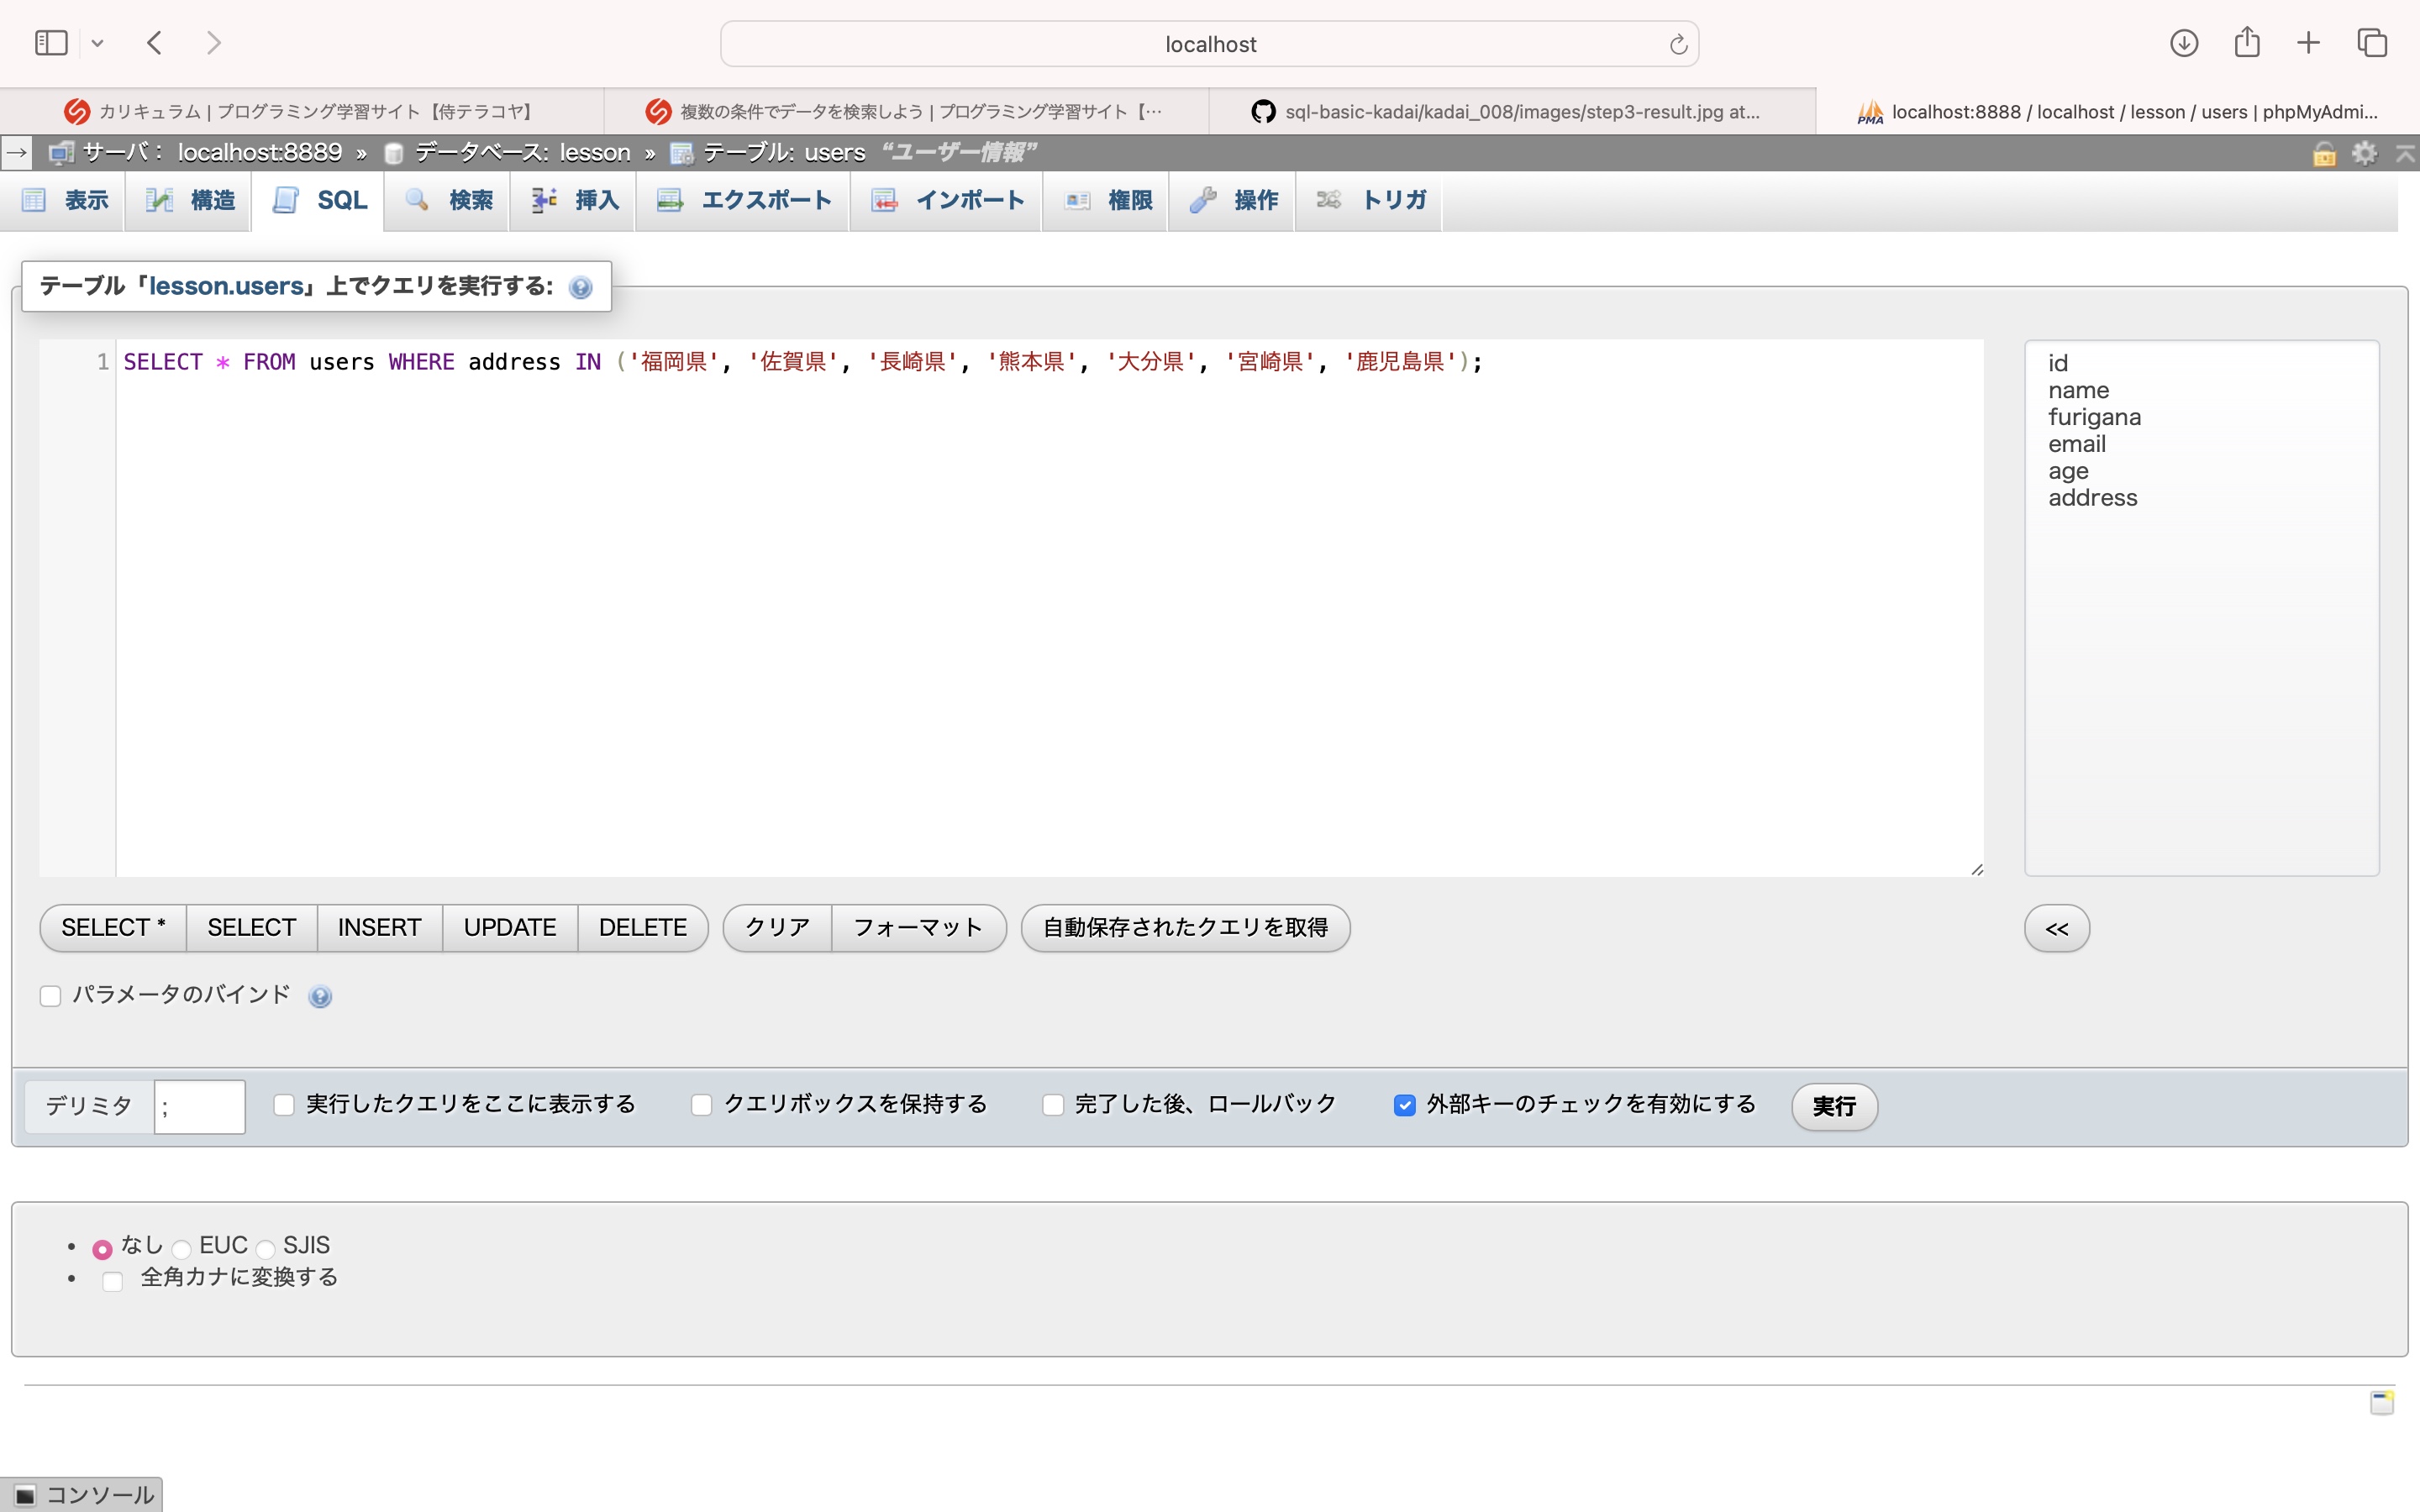 localhost
カリキュラム | プログラミング学習サイト【侍テラコヤ】
複数の条件でデータを検索しよう | プログラミング学習サイト【…
sql-basic-kadai/kadai_008/images/step3-result.jpg at...
PMA localhost:8888 / localhost / lesson / users | phpMyAdmi...
サーバ: localhost:8889 » データベース: lesson » テーブル: users “ユーザー情報”
表示 構造 SQL 検索 挿入 エクスポート インポート 権限 操作 トリガ
テーブル「lesson.users」上でクエリを実行する:
1 SELECT * FROM users WHERE address IN ('福岡県', '佐賀県', '長崎県', '熊本県', '大分県', '宮崎県', '鹿児島県');
id
name
furigana
email
age
address
SELECT * SELECT INSERT UPDATE DELETE クリア フォーマット 自動保存されたクエリを取得 <<
パラメータのバインド
デリミタ ; 実行したクエリをここに表示する クエリボックスを保持する 完了した後、ロールバック 外部キーのチェックを有効にする 実行
• なし EUC SJIS
• 全角カナに変換する
コンソール